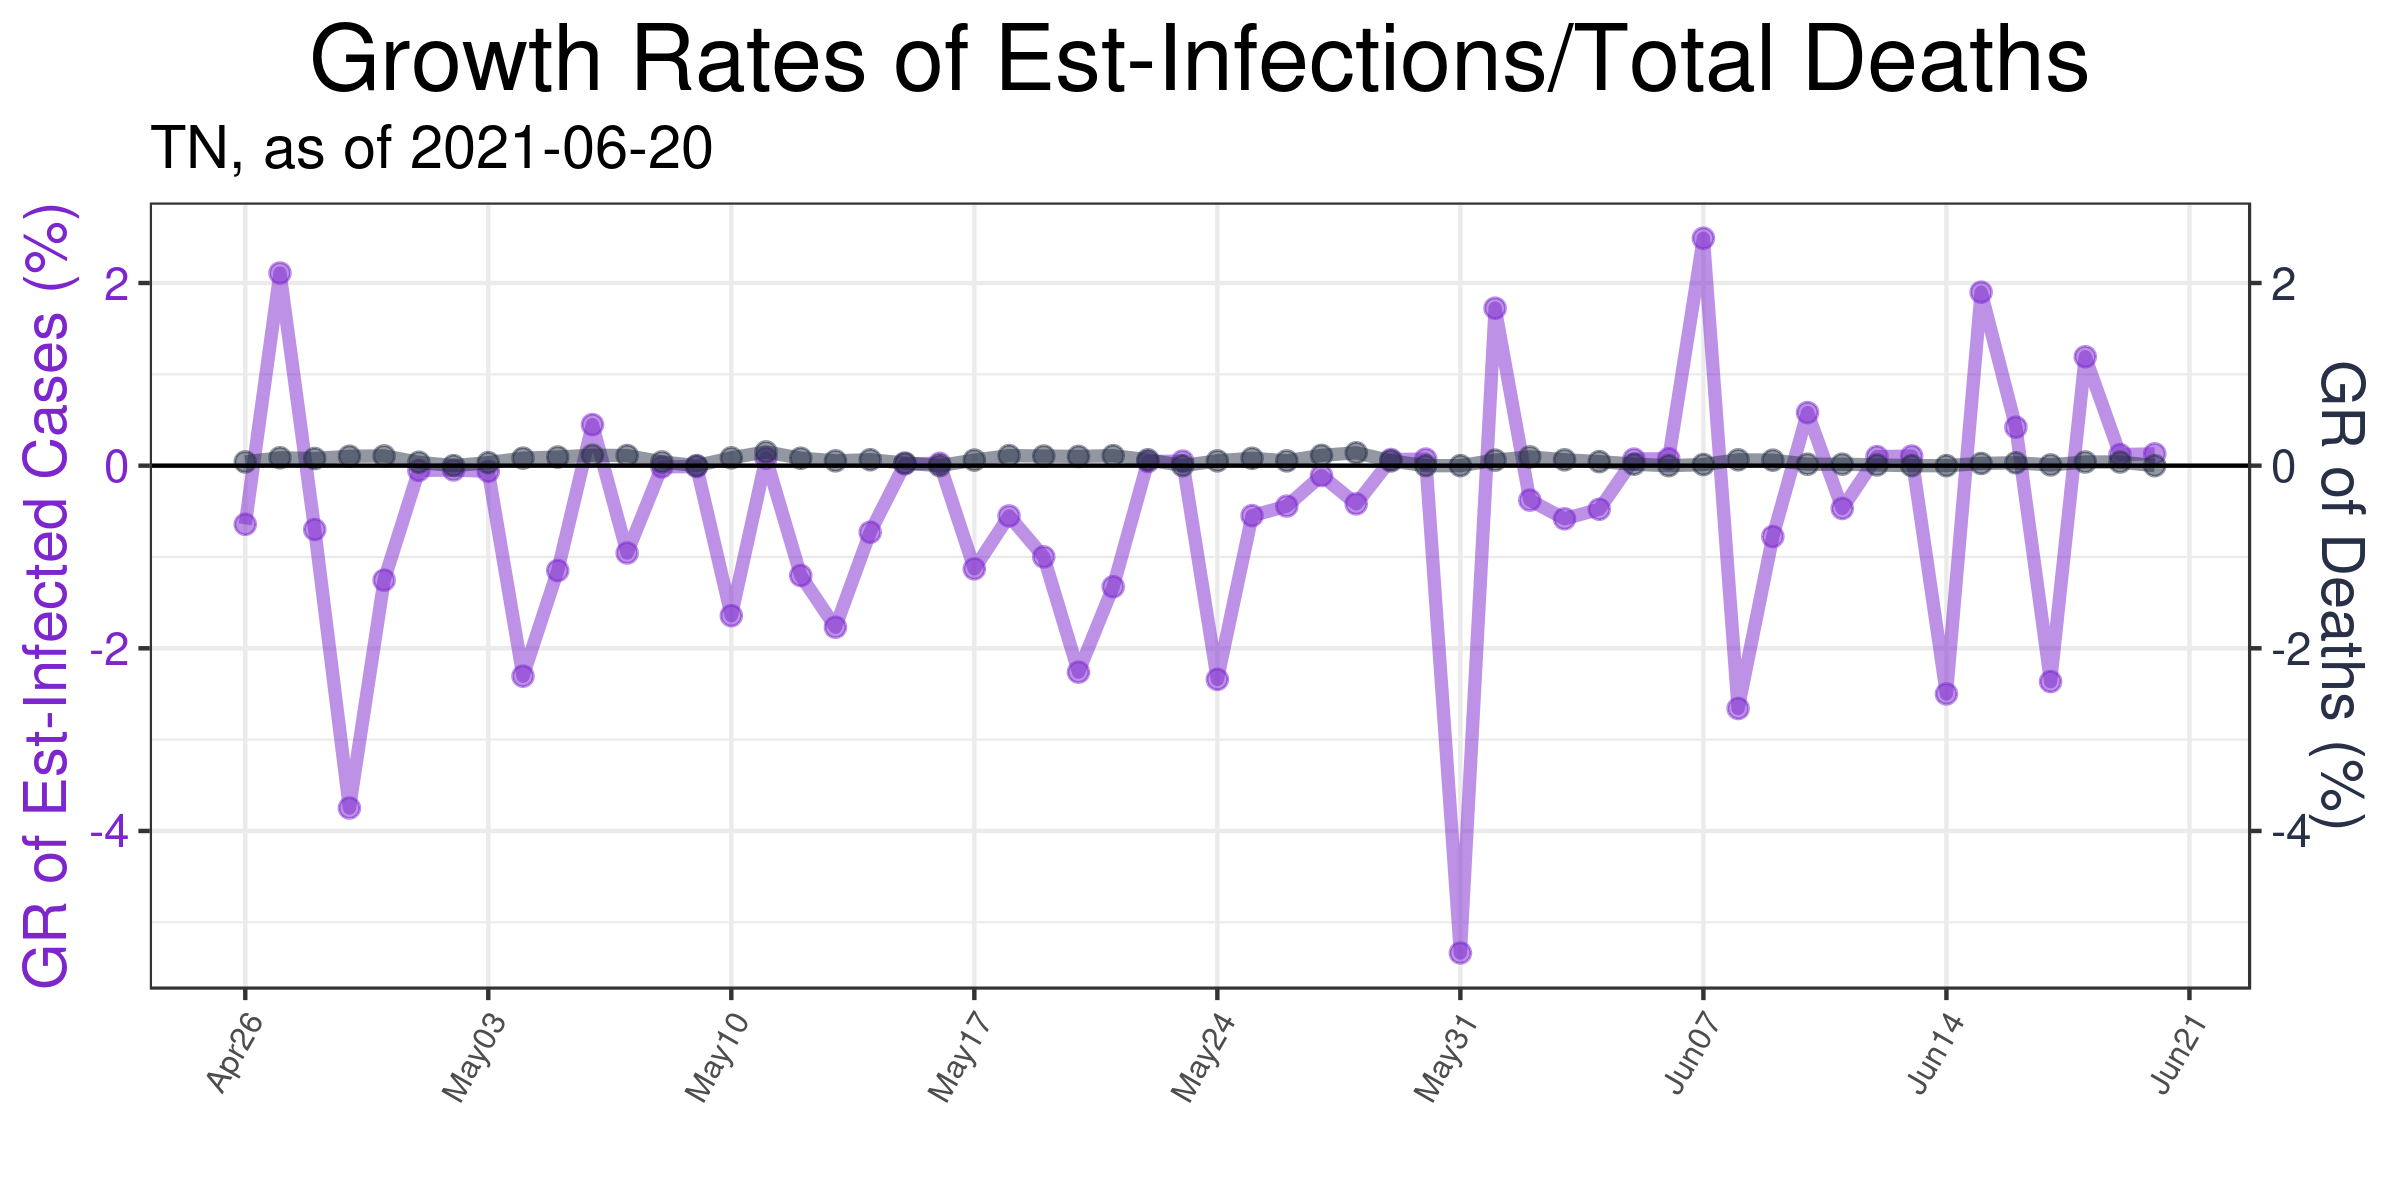 Growth Rates of Est-Infections/Total Deaths
TN, as of 2021-06-20
GR of Est-Infected Cases (%)
2
0
-2
-4
2
0
-2
-4
GR of Deaths (%)
Apr26
May03
May10
May17
May24
May31
Jun07
Jun14
Jun21